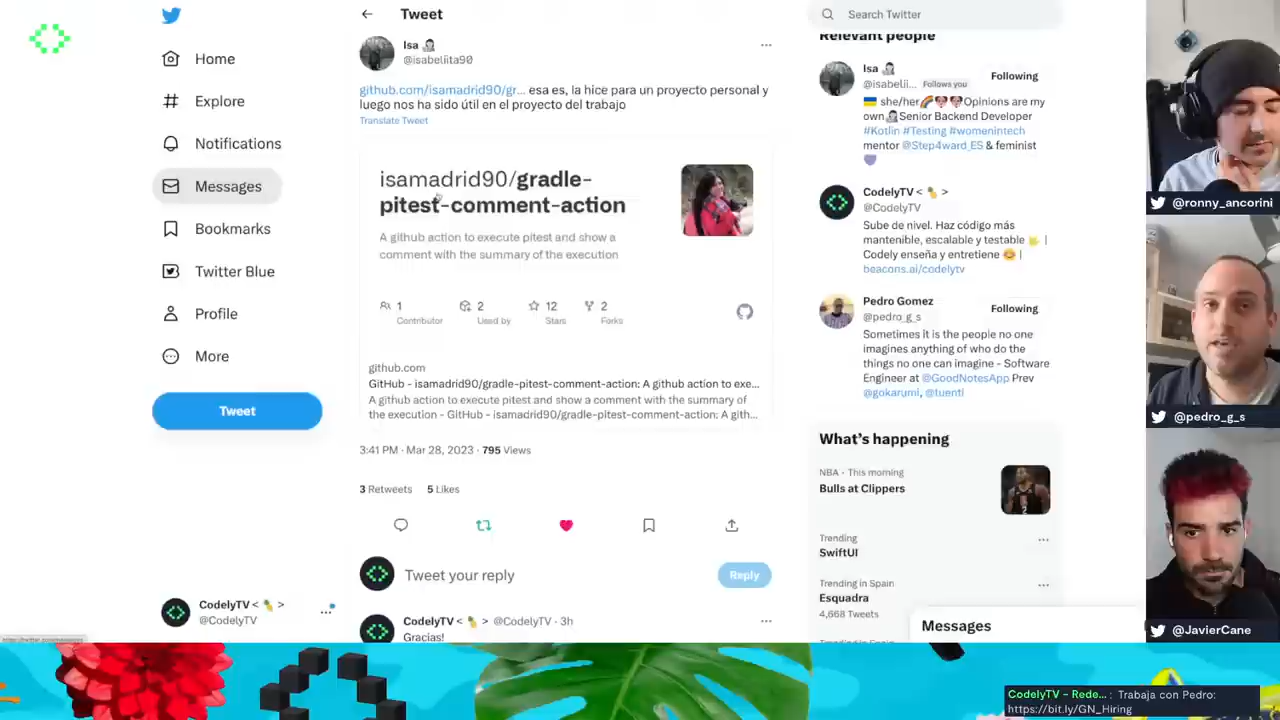 Home
Explore
Notifications
Messages
Bookmarks
Twitter Blue
Profile
More
Tweet
CodelyTV < 🍍 >
@CodelyTV
Tweet
Isa
@isabeliita90
github.com/isamadrid90/gr... esa es, la hice para un proyecto personal y
luego nos ha sido útil en el proyecto del trabajo
Translate Tweet
isamadrid90/gradle-
pitest-comment-action
A github action to execute pitest and show a
comment with the summary of the execution
1
Contributor
2
Used by
12
Stars
2
Forks
github.com
GitHub - isamadrid90/gradle-pitest-comment-action: A github action to exe...
A github action to execute pitest and show a comment with the summary of
the execution - GitHub - isamadrid90/gradle-pitest-comment-action: A gith...
3:41 PM · Mar 28, 2023 · 795 Views
3 Retweets 5 Likes
Tweet your reply
Reply
CodelyTV < 🍍 > @CodelyTV · 3h
Gracias!
Search Twitter
Relevant people
Isa
@isabelii... Follows you
Following
🇺🇦 she/her🌈 Opinions are my
own Senior Backend Developer
#Kotlin #Testing #womenintech
mentor @Step4ward_ES & feminist
💜
CodelyTV < 🍍 >
@CodelyTV
Sube de nivel. Haz código más
mantenible, escalable y testable |
Codely enseña y entretiene |
beacons.ai/codelytv
Pedro Gomez
@pedro_g_s
Following
Sometimes it is the people no one
imagines anything of who do the
things no one can imagine - Software
Engineer at @GoodNotesApp Prev
@gokarumi, @tuenti
What's happening
NBA · This morning
Bulls at Clippers
Trending
SwiftUI
Trending in Spain
Esquadra
4,668 Tweets
Messages
@ronny_ancorini
@pedro_g_s
@JavierCane
CodelyTV - Rede... : Trabaja con Pedro:
https://bit.ly/GN_Hiring